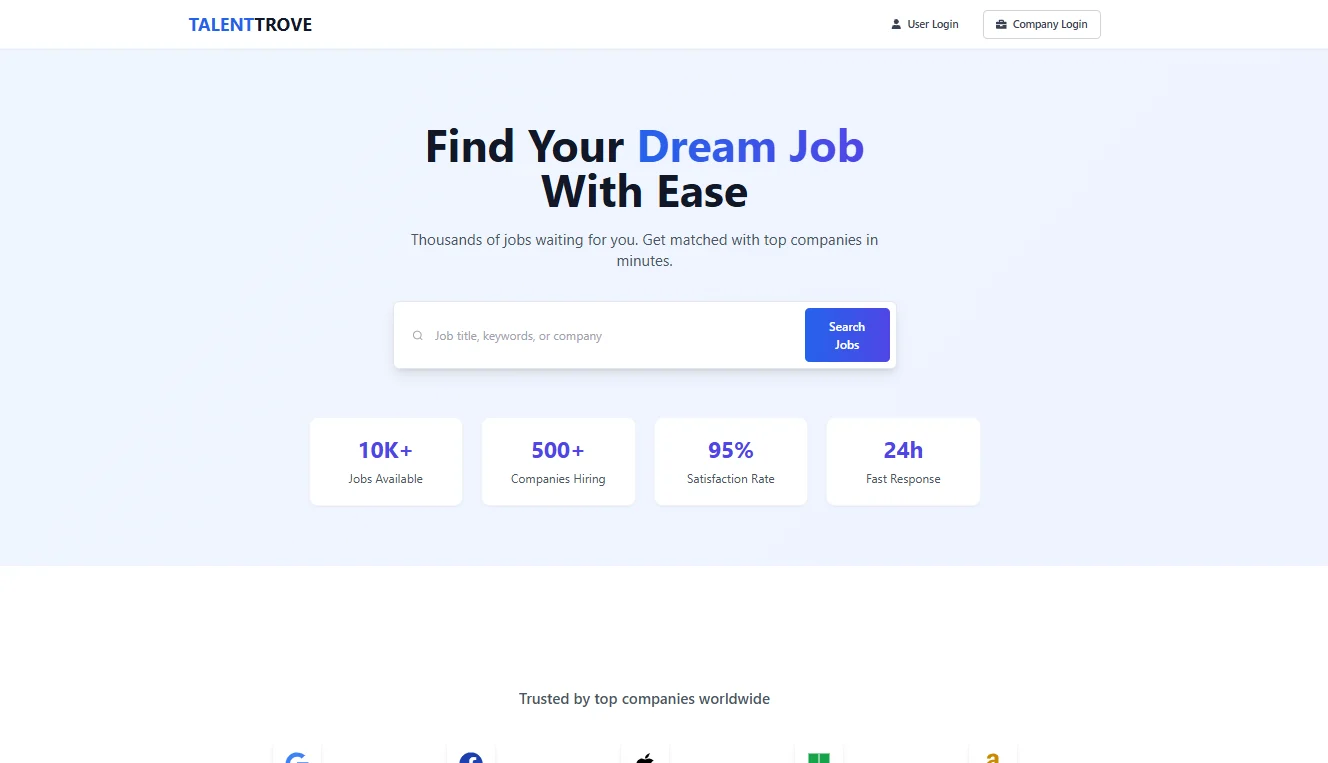 TALENTTROVE
User Login
Company Login
Find Your Dream Job
With Ease
Thousands of jobs waiting for you. Get matched with top companies in
minutes.
Job title, keywords, or company
Search
Jobs
10K+
Jobs Available
500+
Companies Hiring
95%
Satisfaction Rate
24h
Fast Response
Trusted by top companies worldwide